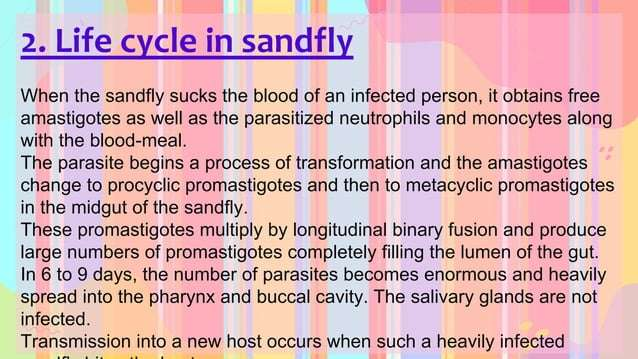 2. Life cycle in sandfly
When the sandfly sucks the blood of an infected person, it obtains free
amastigotes as well as the parasitized neutrophils and monocytes along
with the blood-meal.
The parasite begins a process of transformation and the amastigotes
change to procyclic promastigotes and then to metacyclic promastigotes
in the midgut of the sandfly.
These promastigotes multiply by longitudinal binary fusion and produce
large numbers of promastigotes completely filling the lumen of the gut.
In 6 to 9 days, the number of parasites becomes enormous and heavily
spread into the pharynx and buccal cavity. The salivary glands are not
infected.
Transmission into a new host occurs when such a heavily infected